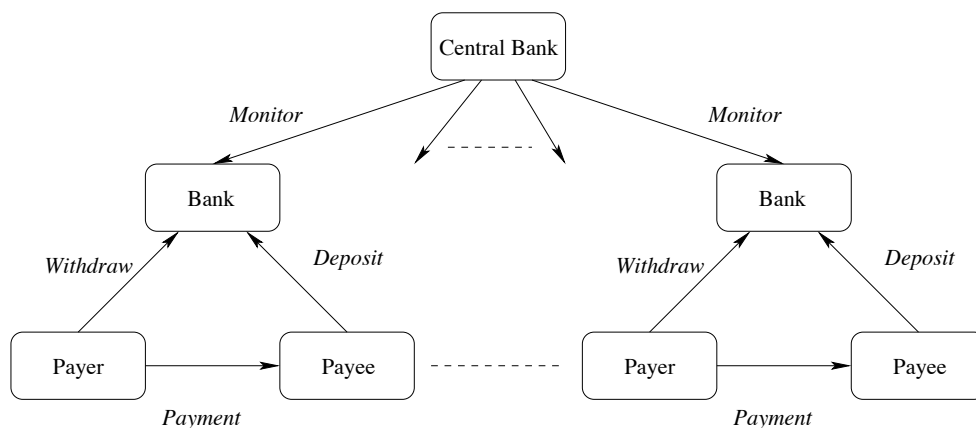 Central Bank
Monitor
Monitor
Bank
Bank
Withdraw
Deposit
Withdraw
Deposit
Payer
Payee
Payer
Payee
Payment
Payment